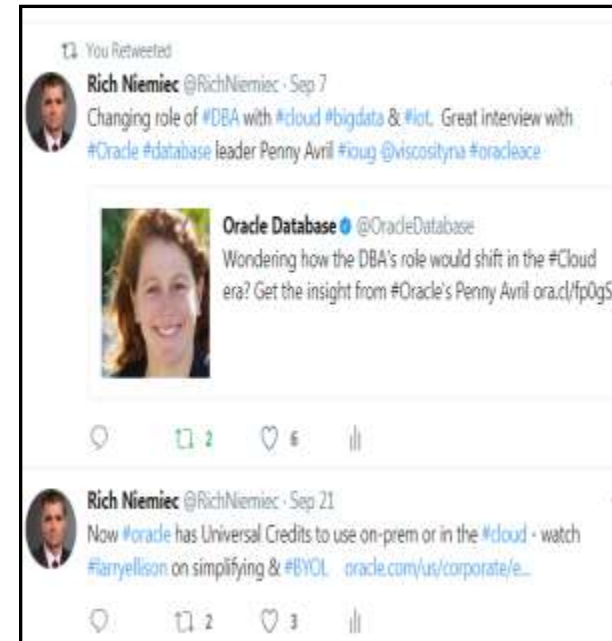 You Retweeted
Rich Niemiec @RichNiemiec · Sep 7
Changing role of #DBA with #cloud #bigdata & #iot. Great interview with
#Oracle #database leader Penny Avril #ioug @viscosityna #oracleace
Oracle Database @OracleDatabase
Wondering how the DBA's role would shift in the #Cloud
era? Get the insight from #Oracle's Penny Avril ora.cl/fp0gS
2 6
Rich Niemiec @RichNiemiec · Sep 21
Now #oracle has Universal Credits to use on-prem or in the #cloud - watch
#larryellison on simplifying & #BYOL oracle.com/us/corporate/e...
2 3